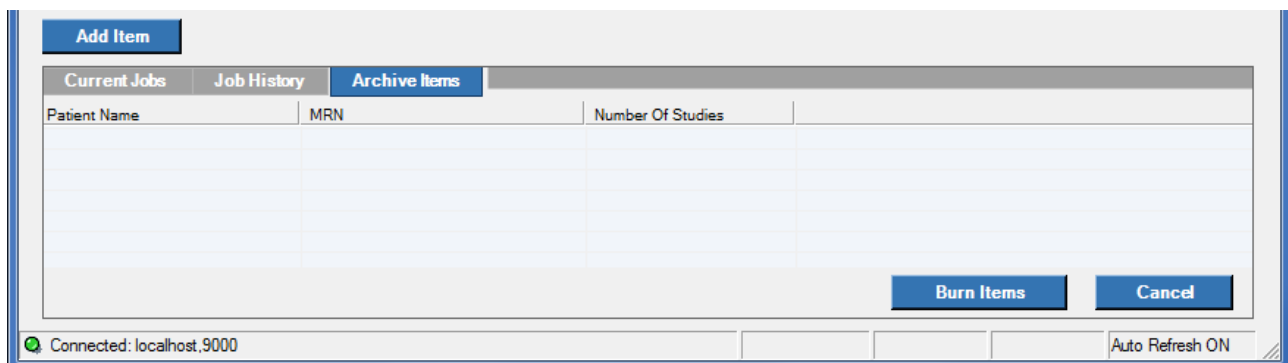 Add Item
Current Jobs Job History Archive Items
Patient Name MRN Number Of Studies
Burn Items Cancel
Connected: localhost,9000 Auto Refresh ON